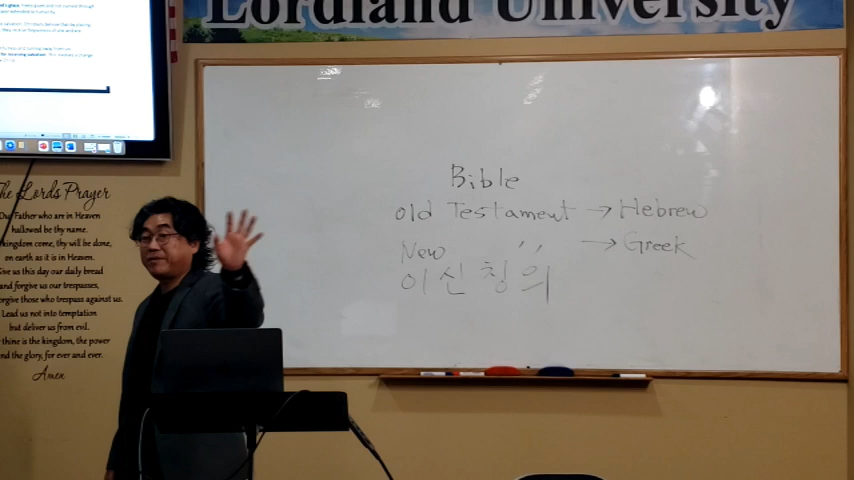 Lordland University
Bible
Old Testament → Hebrew
New 〃 → Greek
이신칭의
The Lords Prayer
Our Father who are in Heaven
hallowed be thy name.
kingdom come, thy will be done,
on earth as it is in Heaven.
Give us this day our daily bread
and forgive us our trespasses,
forgive those who trespass against us.
Lead us not into temptation
but deliver us from evil.
thine is the kingdom, the power
and the glory, for ever and ever.
Amen